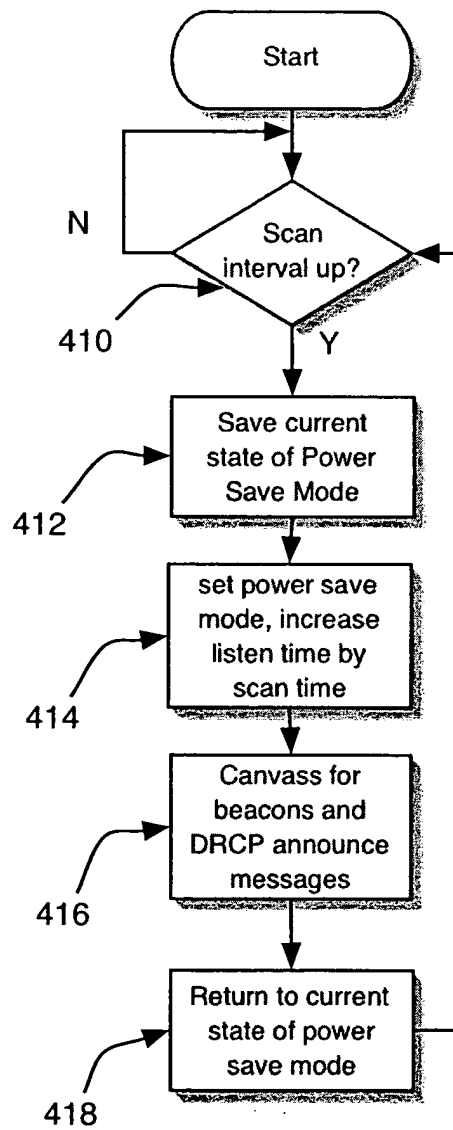 Start
N
Scan
interval up?
410
Y
Save current
state of Power
Save Mode
412
set power save
mode, increase
listen time by
scan time
414
Canvass for
beacons and
DRCP announce
messages
416
Return to current
state of power
save mode
418